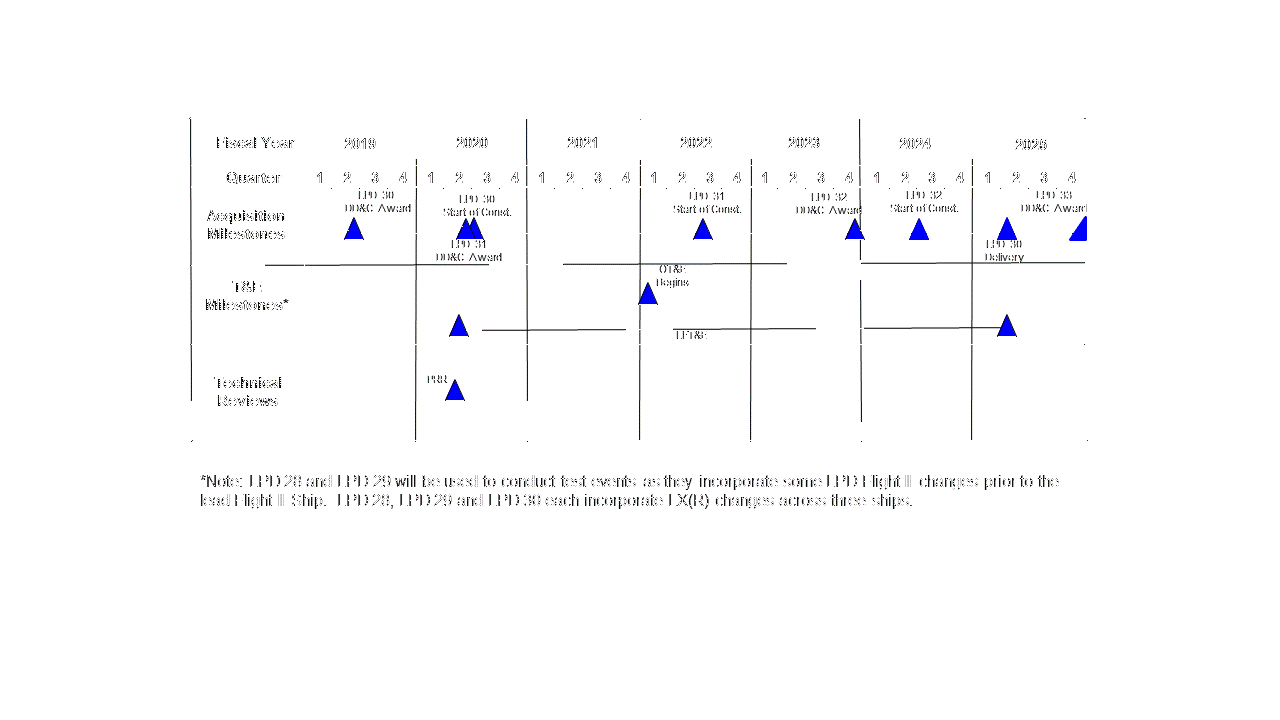 Fiscal Year 2019 2020 2021 2022 2023 2024 2025
Quarter 1 2 3 4 1 2 3 4 1 2 3 4 1 2 3 4 1 2 3 4 1 2 3 4 1 2 3 4
LPD 30 LPD 30 LPD 31 LPD 32 LPD 32 LPD 33
DD&C Award Start of Const. Start of Const. DD&C Award Start of Const. DD&C Award
Acquisition
Milestones
LPD 31 LPD 30
DD&C Award Delivery
OT&E
Begins
T&E
Milestones*
LFT&E
PRR
Technical
Reviews
*Note: LPD 28 and LPD 29 will be used to conduct test events as they incorporate some LPD Flight II changes prior to the
lead Flight II Ship. LPD 28, LPD 29 and LPD 30 each incorporate LX(R) changes across three ships.